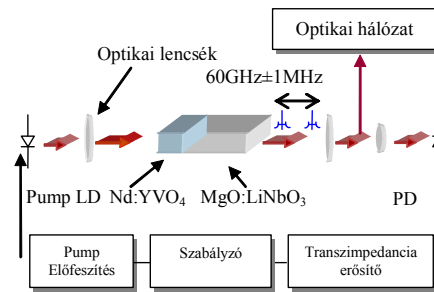 Optikai hálózat
Optikai lencsék
60GHz±1MHz
Pump LD
Nd:YVO₄
MgO:LiNbO₃
PD
Pump
Előfeszítés
Szabályzó
Transzimpedancia
erősítő